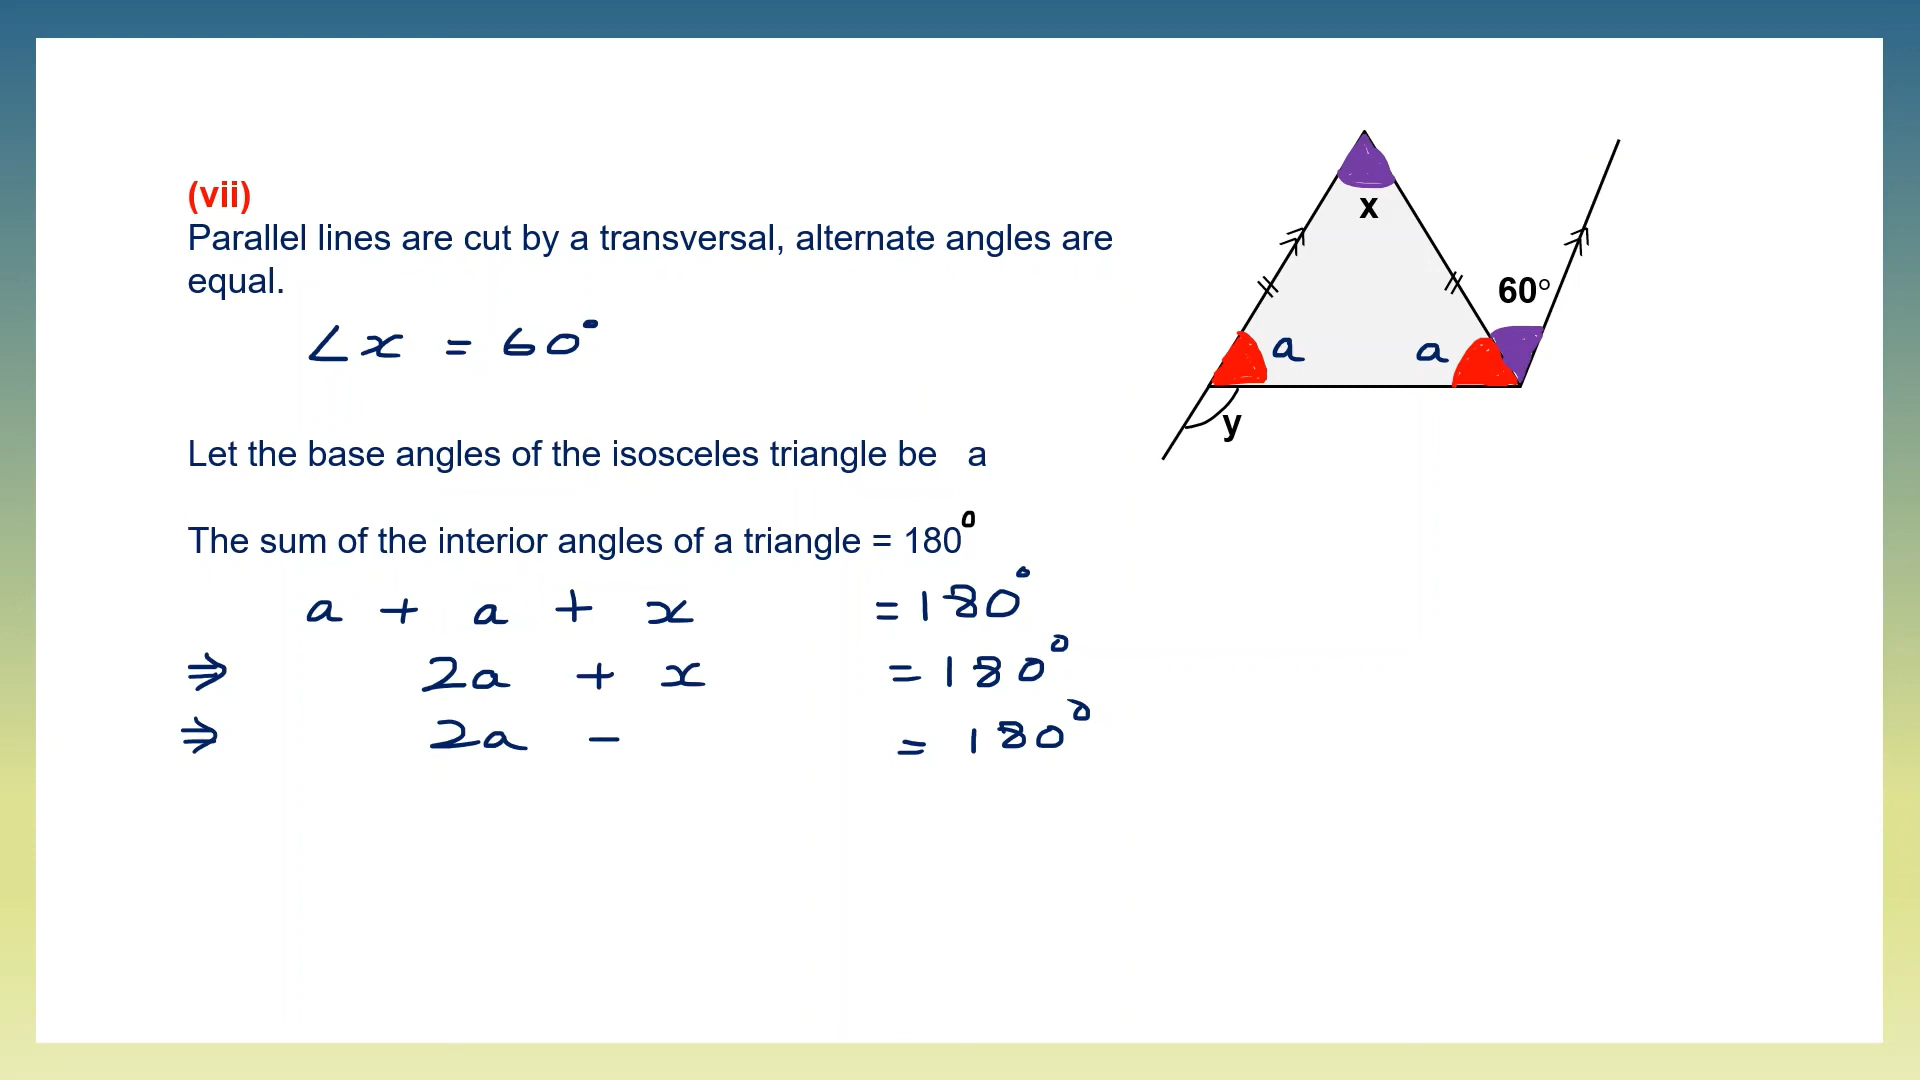 (vii)
Parallel lines are cut by a transversal, alternate angles are
equal.
∠x = 60°
Let the base angles of the isosceles triangle be a
The sum of the interior angles of a triangle = 180°
a + a + x = 180°
⇒ 2a + x = 180°
⇒ 2a − = 180°
x
60°
a
a
y